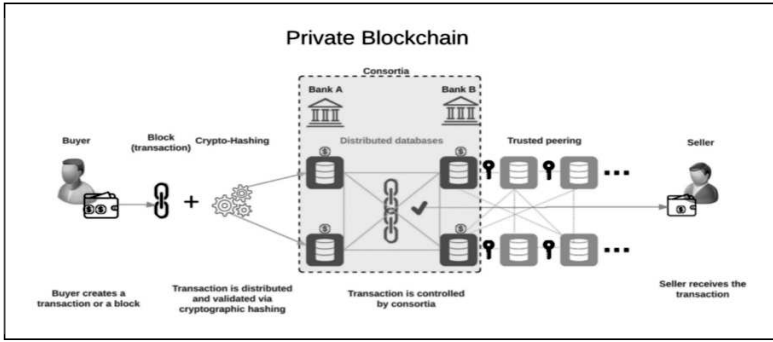 Private Blockchain
Consortia
Bank A
Bank B
Buyer
Block
(transaction)
Crypto-Hashing
Distributed databases
Trusted peering
Seller
$
$
$ $
+
$
$
$
Buyer creates a
transaction or a block
Transaction is distributed
and validated via
cryptographic hashing
Transaction is controlled
by consortia
Seller receives the
transaction